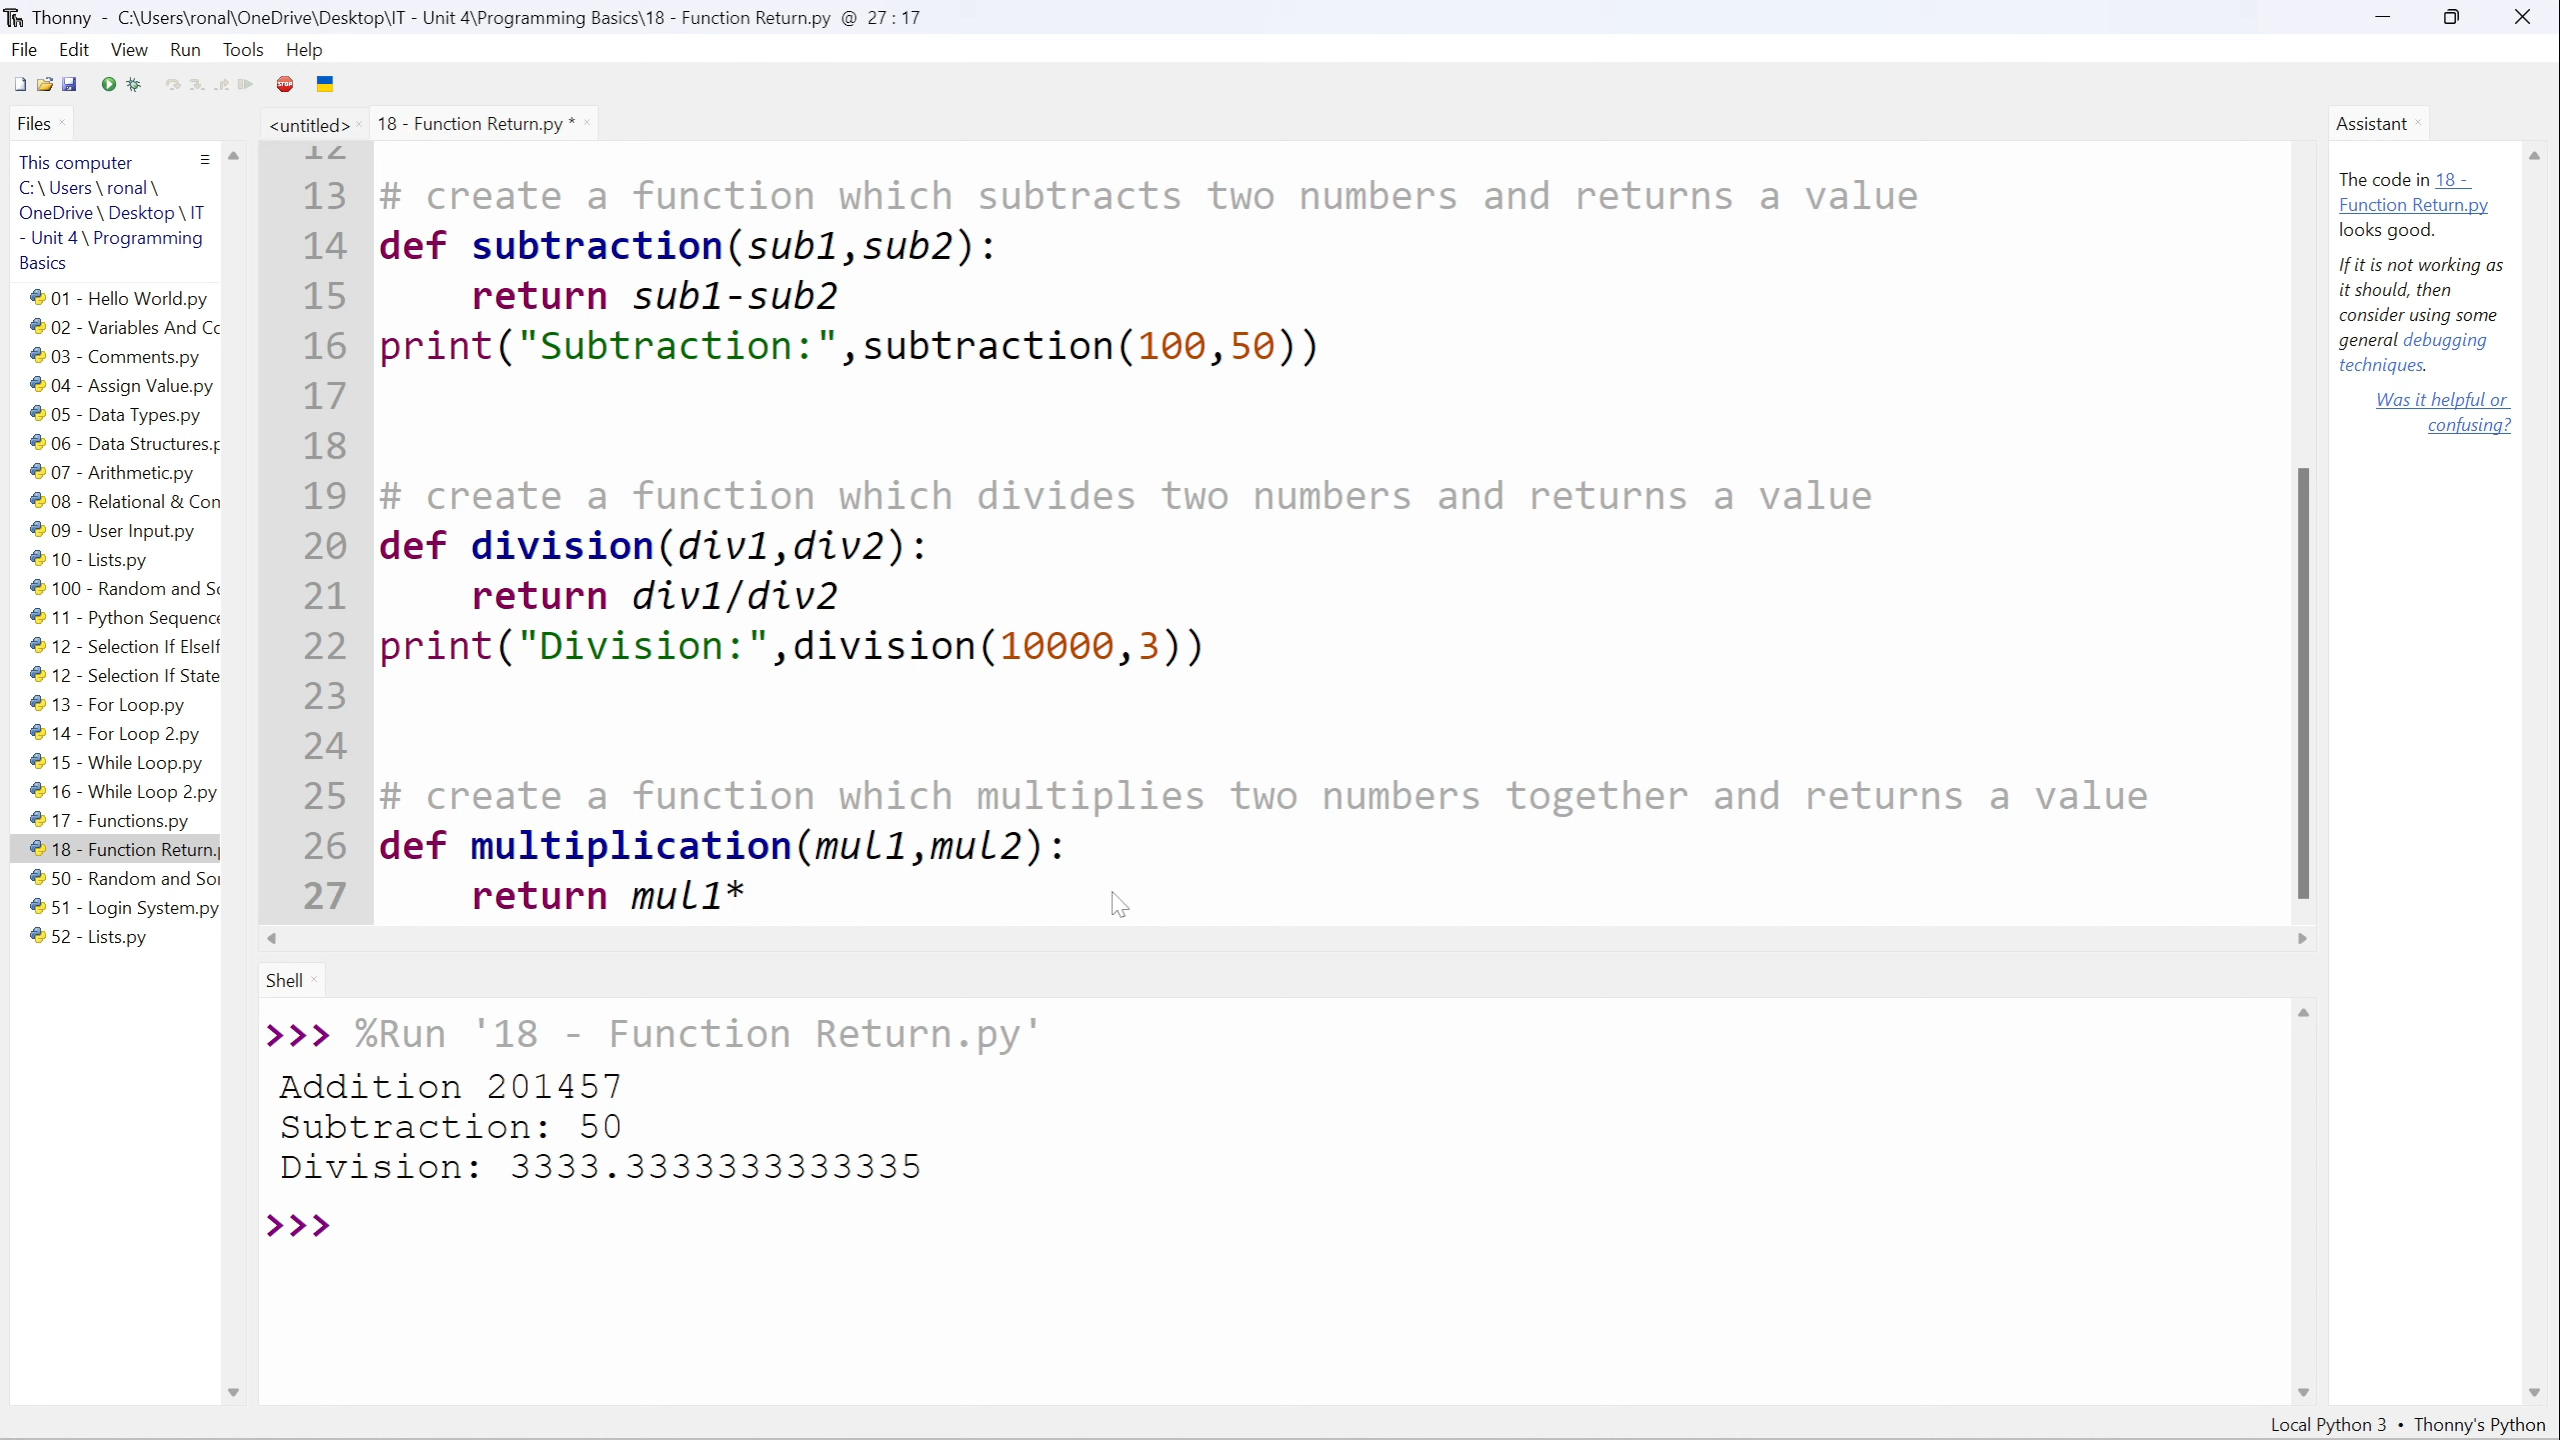 Thonny - C:\Users\ronal\OneDrive\Desktop\IT - Unit 4\Programming Basics\18 - Function Return.py @ 27 : 17
File Edit View Run Tools Help
STOP
Files
<untitled>
18 - Function Return.py *
Assistant
This computer
C: \ Users \ ronal \
OneDrive \ Desktop \ IT
- Unit 4 \ Programming
Basics
01 - Hello World.py
02 - Variables And Cc
03 - Comments.py
04 - Assign Value.py
05 - Data Types.py
06 - Data Structures.p
07 - Arithmetic.py
08 - Relational & Con
09 - User Input.py
10 - Lists.py
100 - Random and Sc
11 - Python Sequence
12 - Selection If ElseIf
12 - Selection If State
13 - For Loop.py
14 - For Loop 2.py
15 - While Loop.py
16 - While Loop 2.py
17 - Functions.py
18 - Function Return.p
50 - Random and Sor
51 - Login System.py
52 - Lists.py
12
13 # create a function which subtracts two numbers and returns a value
14 def subtraction(sub1,sub2):
15     return sub1-sub2
16 print("Subtraction:",subtraction(100,50))
17
18
19 # create a function which divides two numbers and returns a value
20 def division(div1,div2):
21     return div1/div2
22 print("Division:",division(10000,3))
23
24
25 # create a function which multiplies two numbers together and returns a value
26 def multiplication(mul1,mul2):
27     return mul1*
The code in 18 -
Function Return.py
looks good.
If it is not working as
it should, then
consider using some
general debugging
techniques.
Was it helpful or
confusing?
Shell
>>> %Run '18 - Function Return.py'
Addition 201457
Subtraction: 50
Division: 3333.3333333333335
>>>
Local Python 3 • Thonny's Python